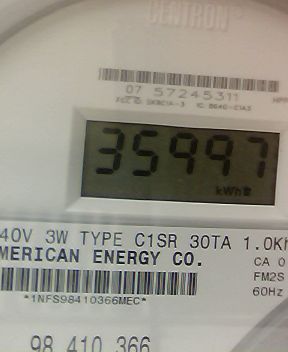 CENTRON®
07 57245311
35997
kWh
40V 3W TYPE C1SR 30TA 1.0Kh
MERICAN ENERGY CO.
CA 0
FM2S
60Hz
*1NFS98410366MEC*
98 410 366